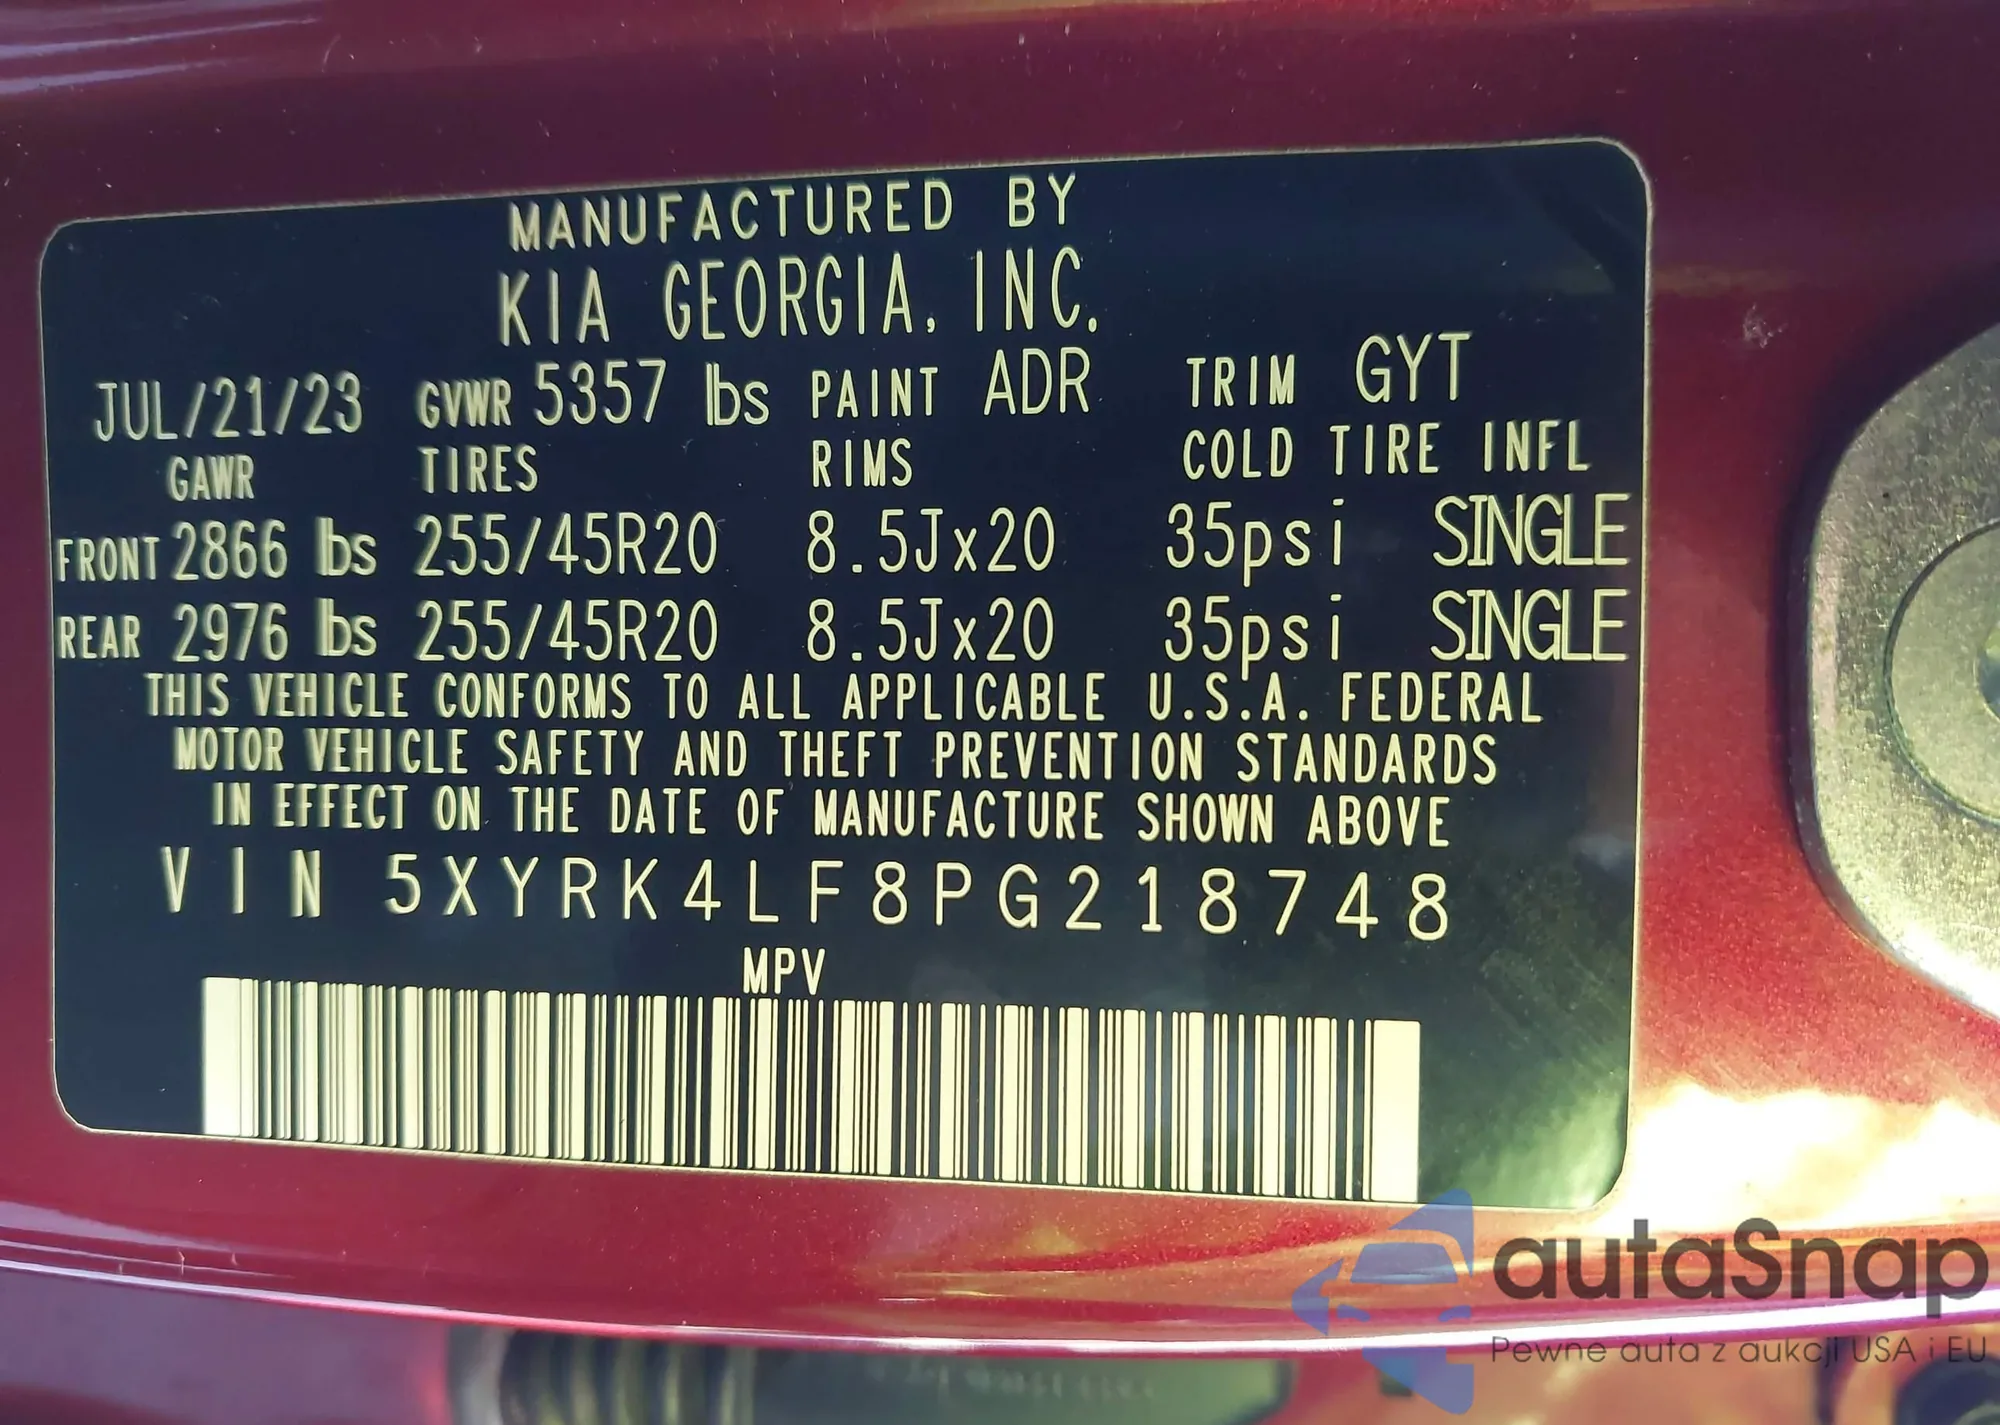 MANUFACTURED BY
KIA GEORGIA, INC.
JUL/21/23 GVWR 5357 lbs PAINT ADR TRIM GYT
GAWR TIRES RIMS COLD TIRE INFL
FRONT 2866 lbs 255/45R20 8.5Jx20 35psi SINGLE
REAR 2976 lbs 255/45R20 8.5Jx20 35psi SINGLE
THIS VEHICLE CONFORMS TO ALL APPLICABLE U.S.A. FEDERAL
MOTOR VEHICLE SAFETY AND THEFT PREVENTION STANDARDS
IN EFFECT ON THE DATE OF MANUFACTURE SHOWN ABOVE
VIN 5XYRK4LF8PG218748
MPV
autaSnap
Pewne auta z aukcji USA i EU